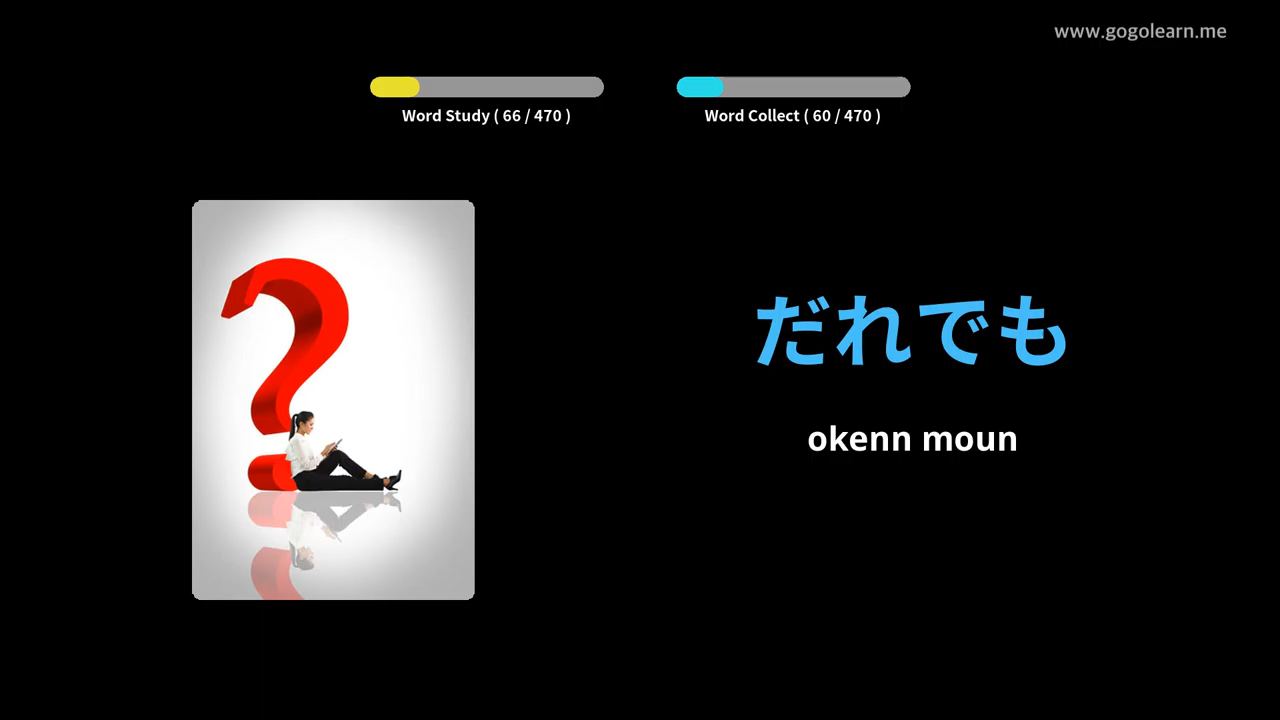 www.gogolearn.me
Word Study ( 66 / 470 )
Word Collect ( 60 / 470 )
だれでも
okenn moun